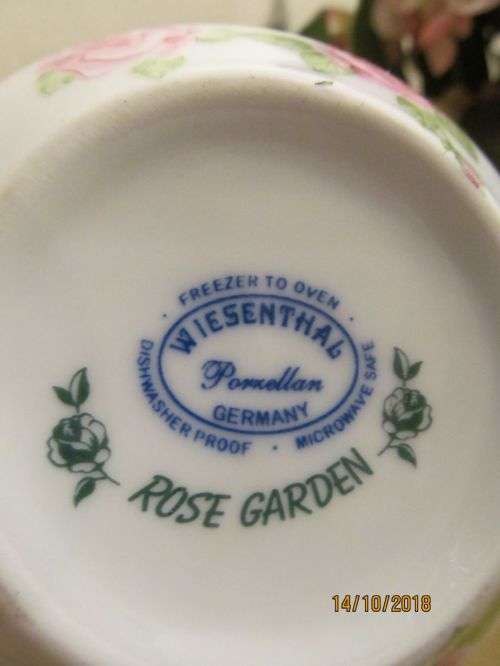 FREEZER TO OVEN
WIESENTHAL
Porzellan
GERMANY
DISHWASHER PROOF · MICROWAVE SAFE
ROSE GARDEN
14/10/2018